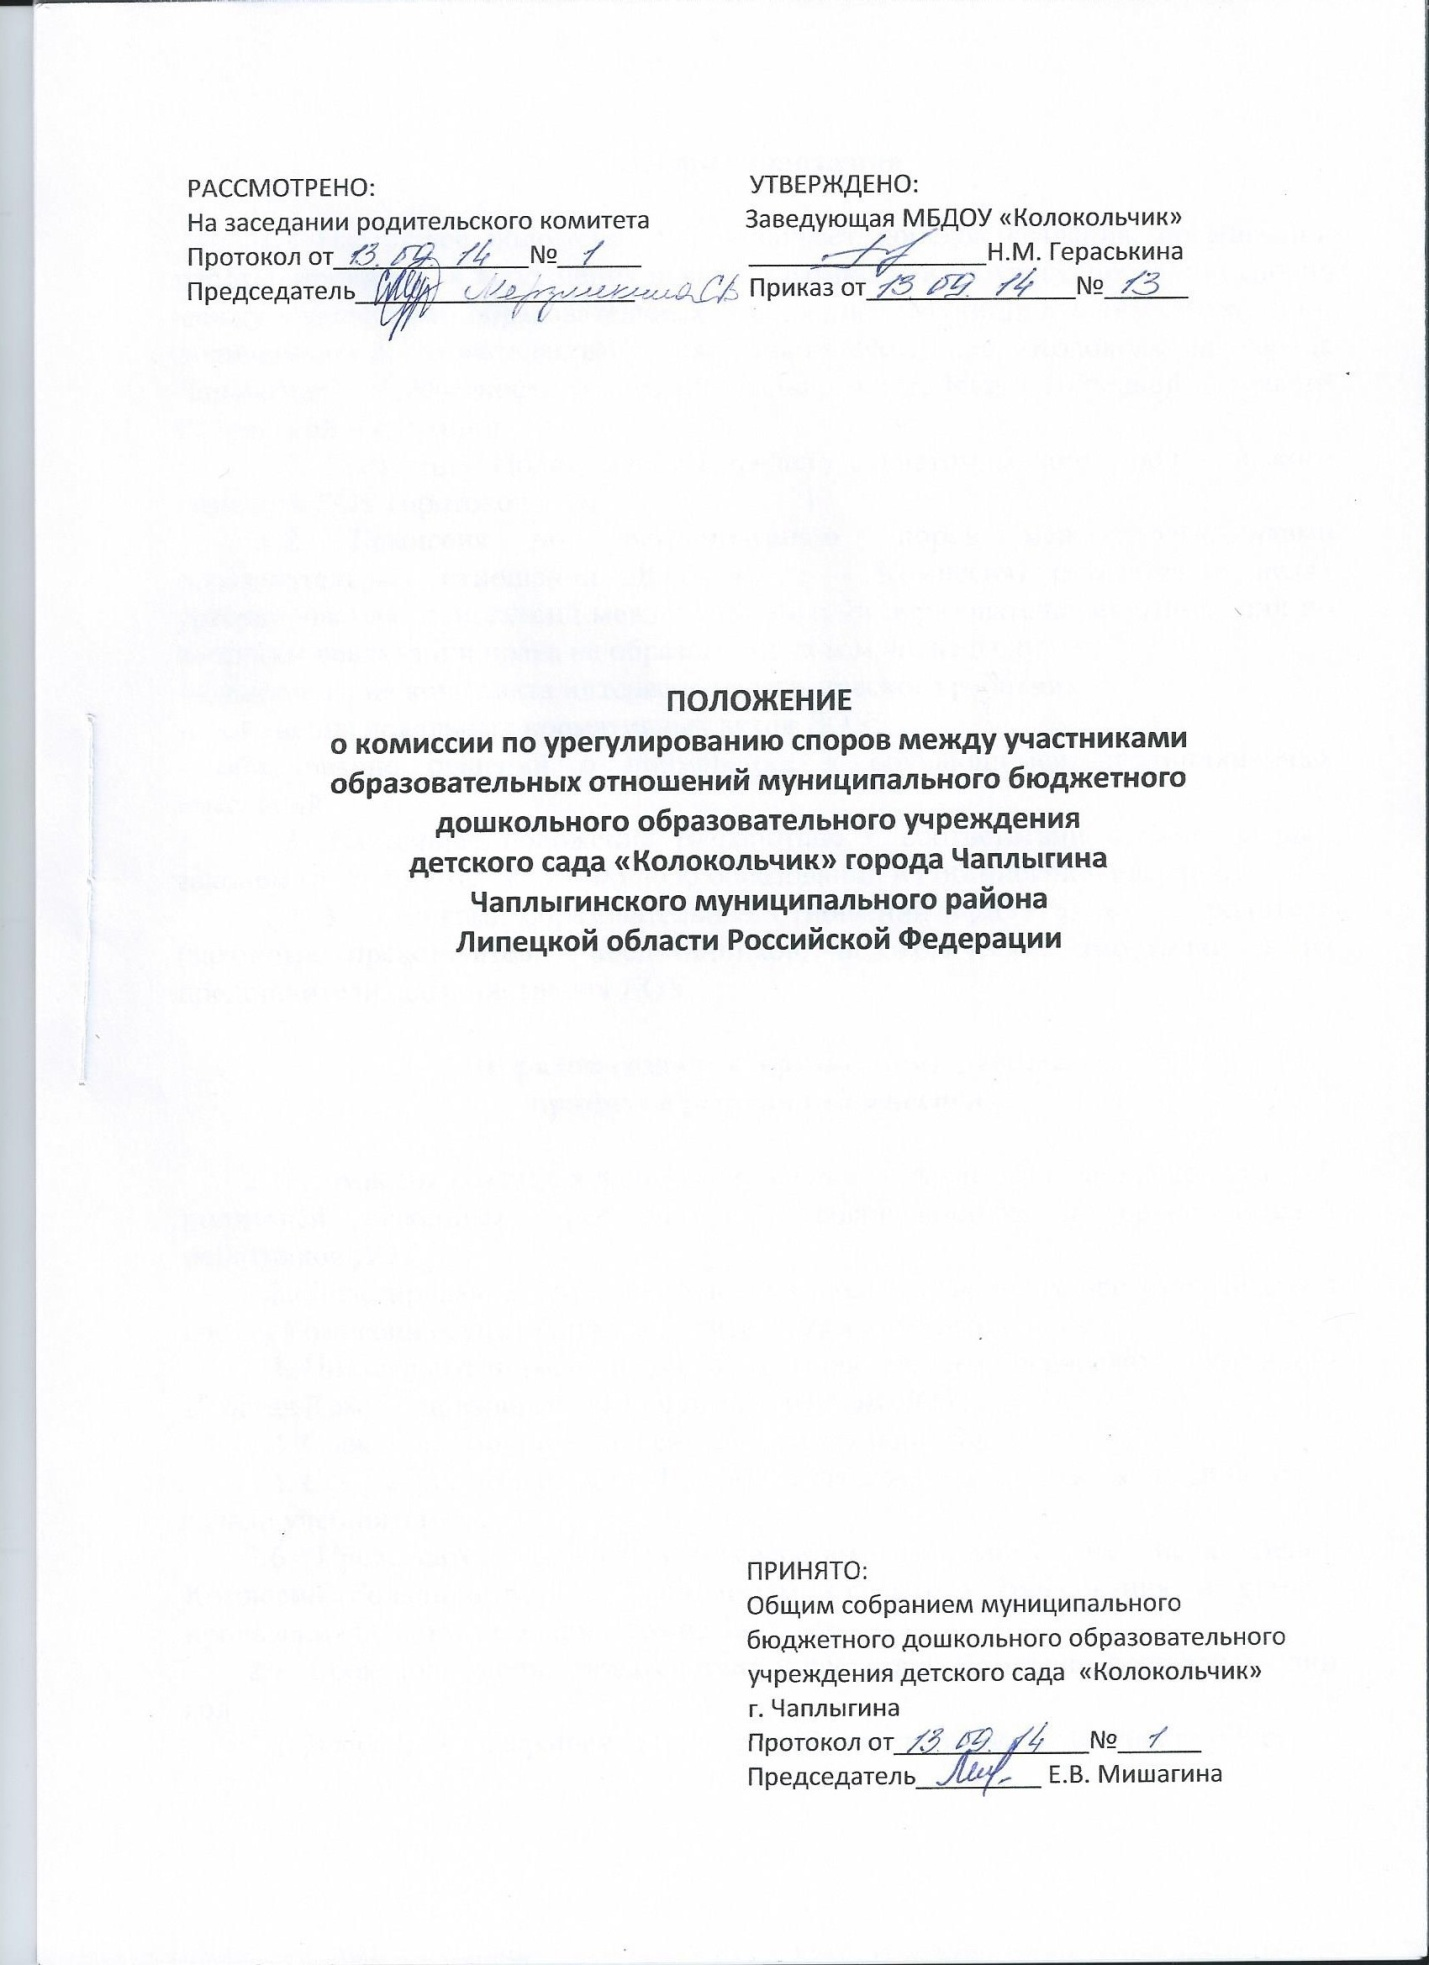 РАССМОТРЕНО:
На заседании родительского комитета
Протокол от 13.09.14 № 1
Председатель
УТВЕРЖДЕНО:
Заведующая МБДОУ «Колокольчик»
Н.М. Гераськина
Приказ от 13.09.14 № 13
ПОЛОЖЕНИЕ
о комиссии по урегулированию споров между участниками
образовательных отношений муниципального бюджетного
дошкольного образовательного учреждения
детского сада «Колокольчик» города Чаплыгина
Чаплыгинского муниципального района
Липецкой области Российской Федерации
ПРИНЯТО:
Общим собранием муниципального
бюджетного дошкольного образовательного
учреждения детского сада «Колокольчик»
г. Чаплыгина
Протокол от 13.09.14 № 1
Председатель Е.В. Мишагина